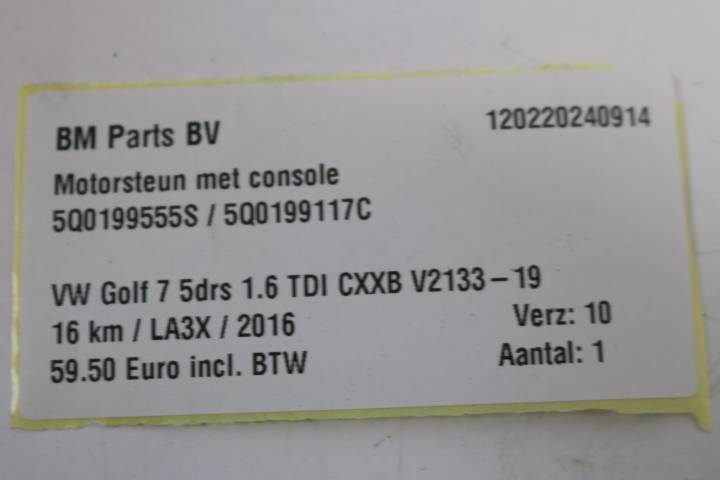 BM Parts BV 120220240914
Motorsteun met console
5Q0199555S / 5Q0199117C
VW Golf 7 5drs 1.6 TDI CXXB V2133-19
16 km / LA3X / 2016 Verz: 10
59.50 Euro incl. BTW Aantal: 1